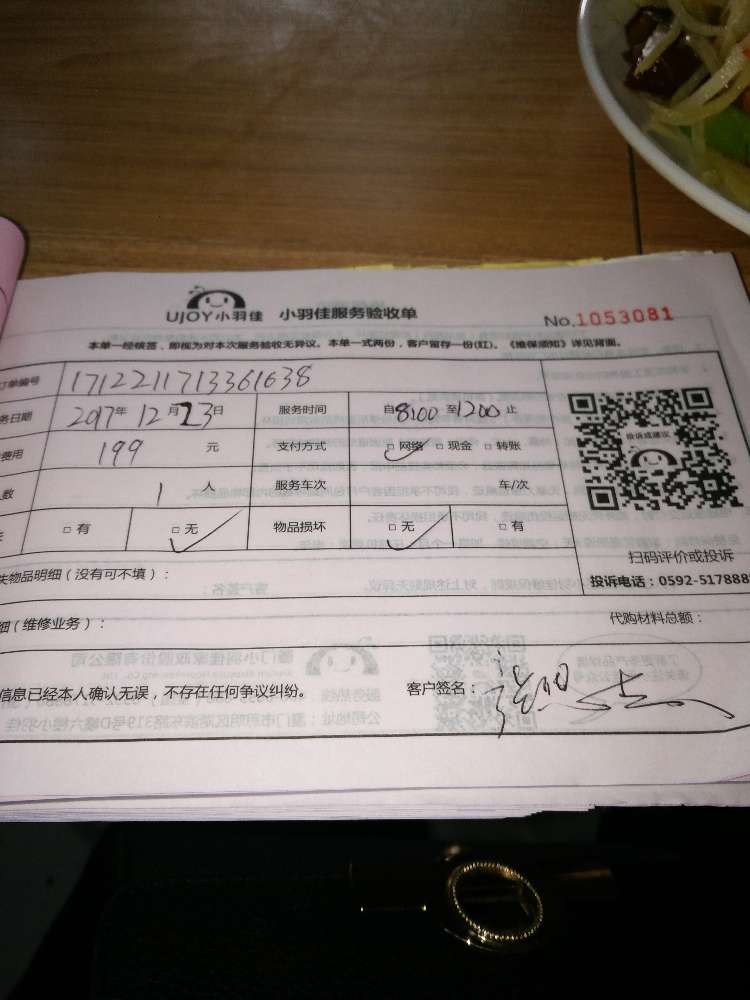 UJOY小羽佳 小羽佳服务验收单 No.1053081
本单一经核签，即视为对本次服务验收无异议。本单一式两份，客户留存一份(红)。《维保须知》详见背面。
订单编号 1712211713361638
务日期 2017年 12月23日 服务时间 自8:00至1200止
费用 199 元 支付方式 □网络 □现金 □转账
人数 1 人 服务车次 车/次
□有 □无 物品损坏 □无 □有
扫码评价或投诉
投诉电话：0592-517888
失物品明细（没有可不填）：
细（维修业务）： 代购材料总额：
信息已经本人确认无误，不存在任何争议纠纷。 客户签名：